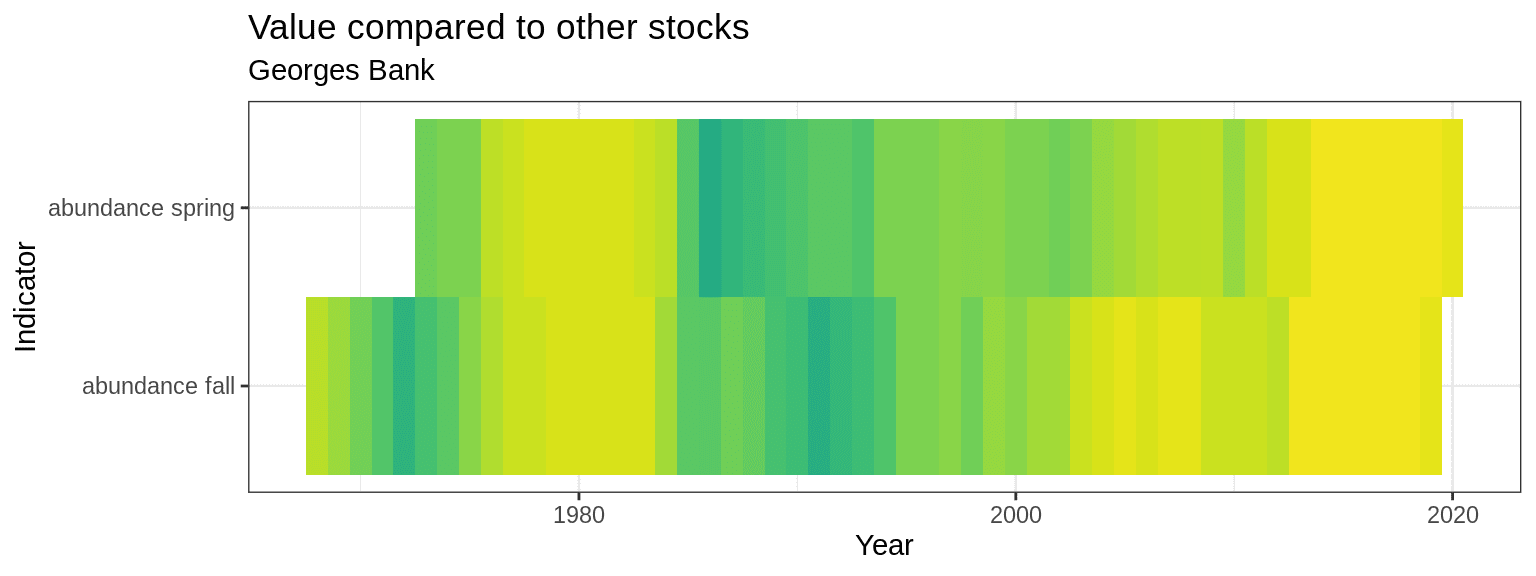 Value compared to other stocks
Georges Bank
Indicator
abundance spring
abundance fall
1980 2000 2020
Year